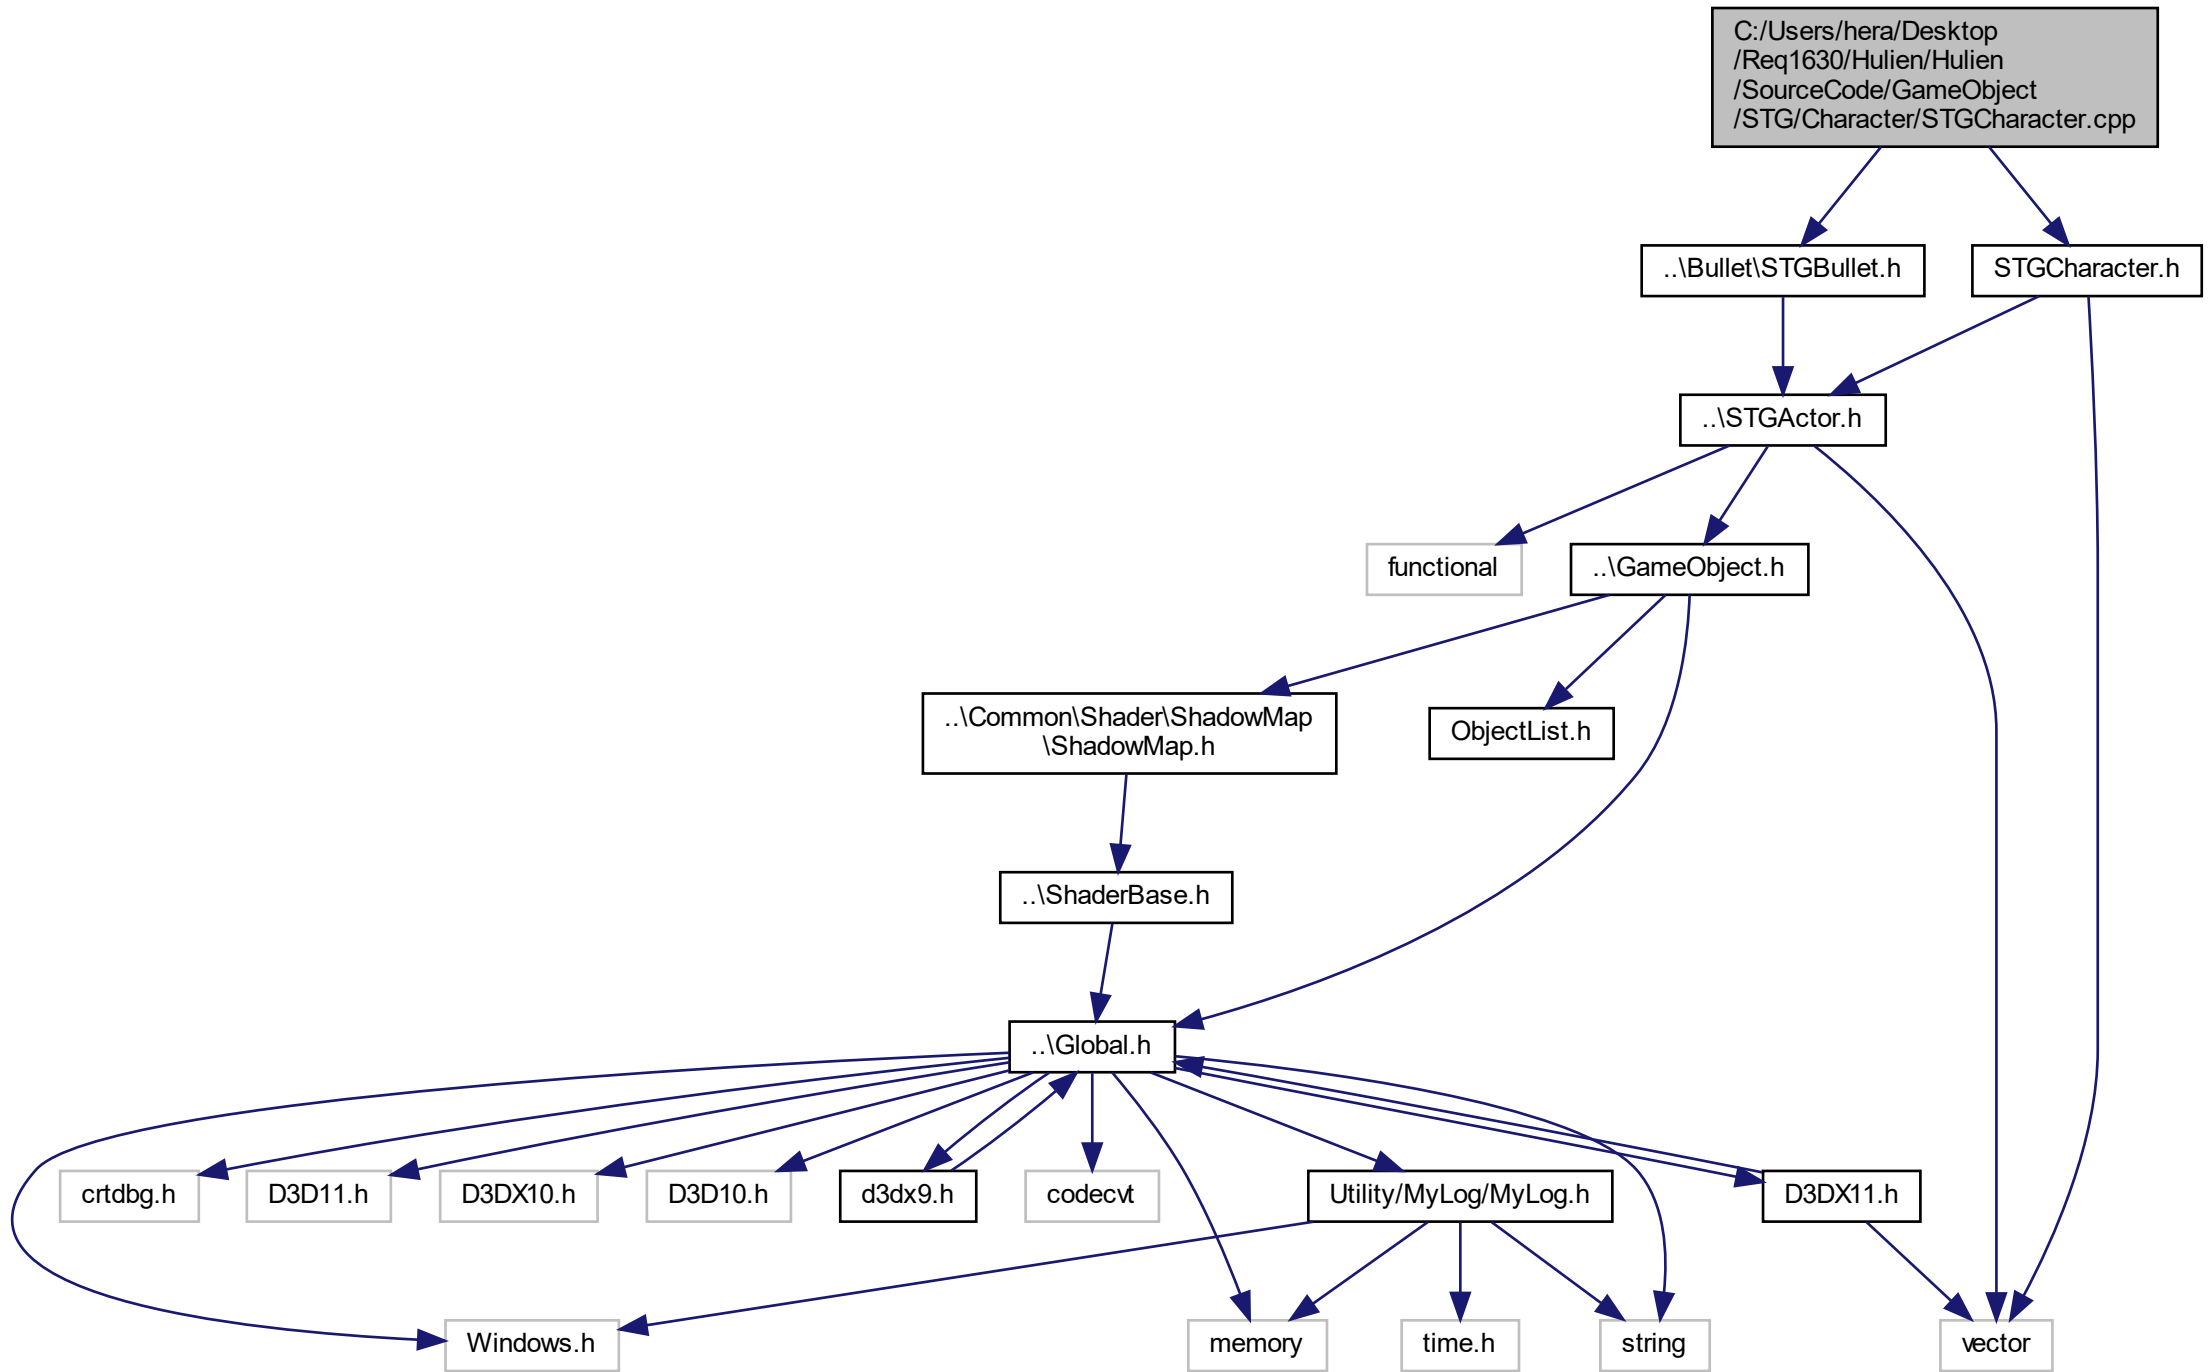 C:/Users/hera/Desktop
/Req1630/Hulien/Hulien
/SourceCode/GameObject
/STG/Character/STGCharacter.cpp
..\Bullet\STGBullet.h
STGCharacter.h
..\STGActor.h
functional
..\GameObject.h
..\Common\Shader\ShadowMap
\ShadowMap.h
ObjectList.h
..\ShaderBase.h
..\Global.h
crtdbg.h
D3D11.h
D3DX10.h
D3D10.h
d3dx9.h
codecvt
Utility/MyLog/MyLog.h
D3DX11.h
Windows.h
memory
time.h
string
vector